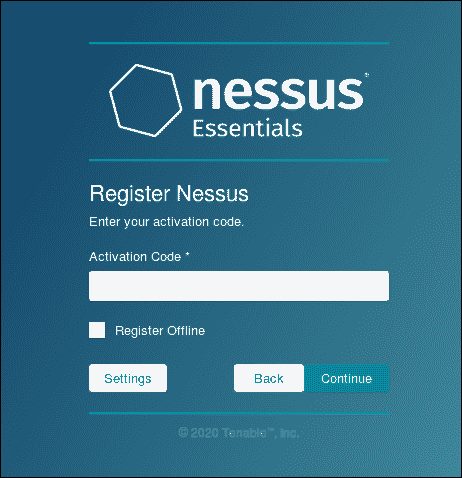 nessus®
Essentials
Register Nessus
Enter your activation code.
Activation Code *
Register Offline
Settings
Back
Continue
© 2020 Tenable™, Inc.